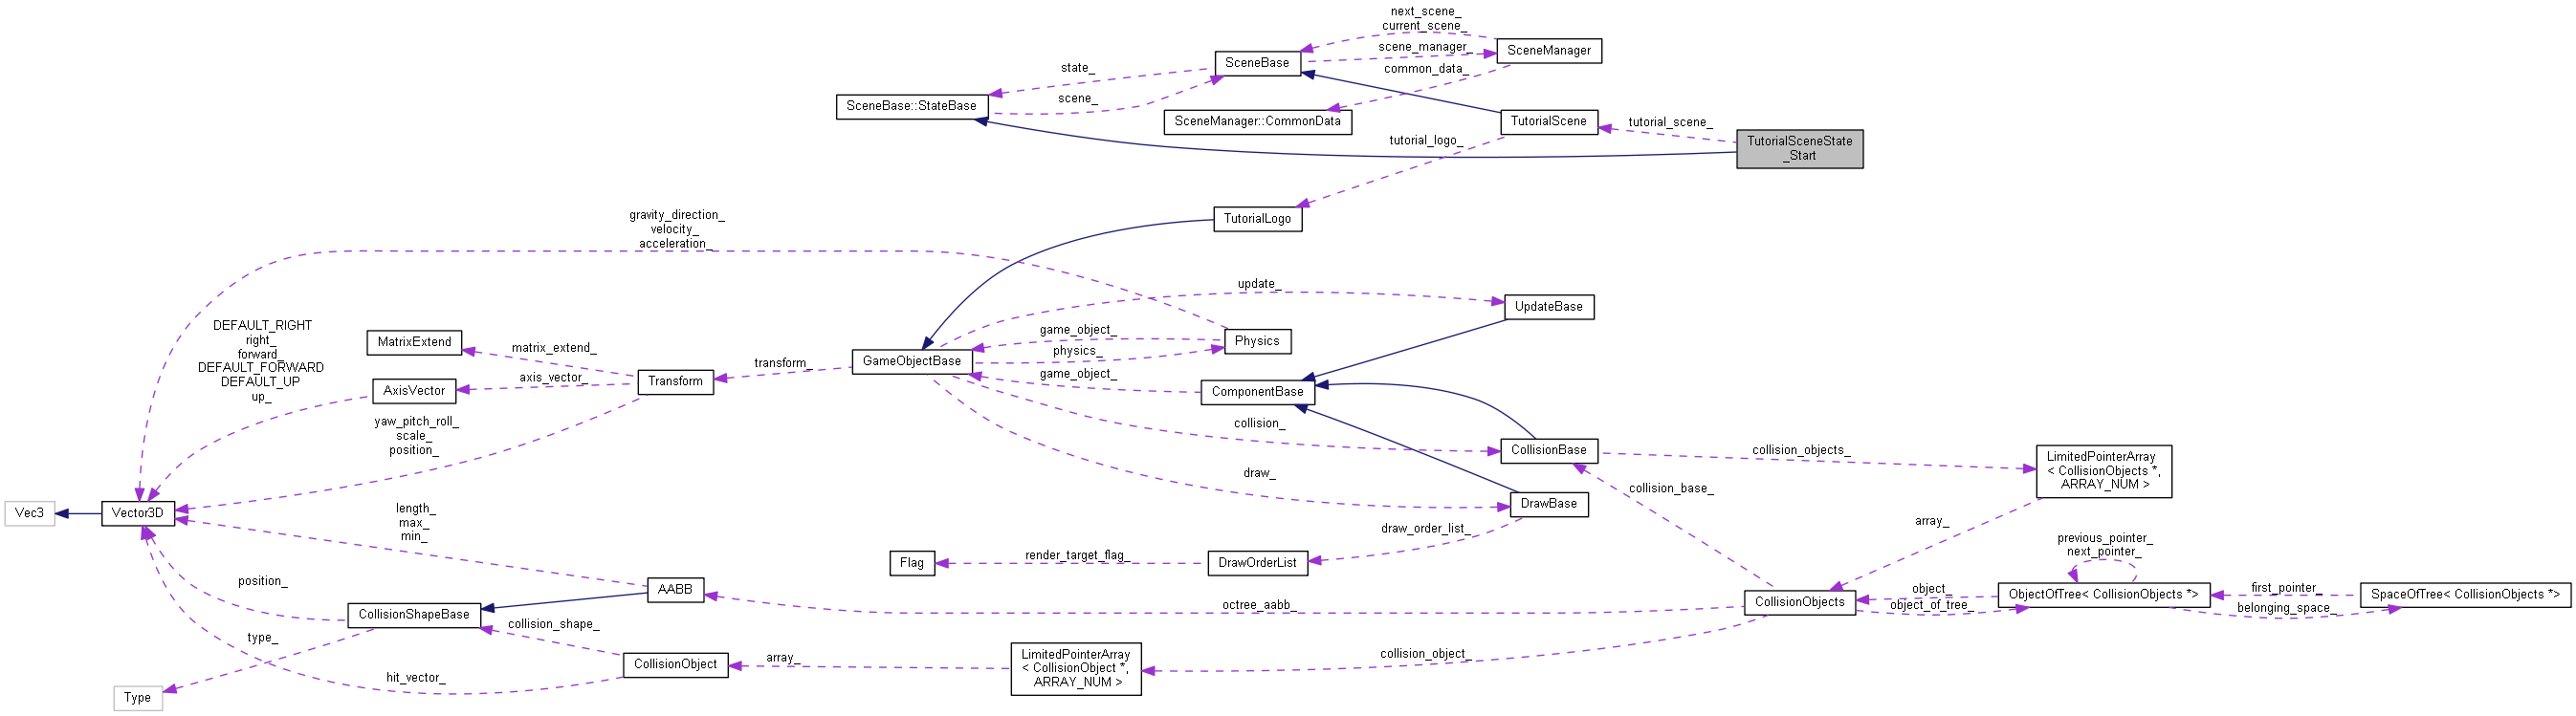 next_scene_
current_scene_
SceneManager
scene_manager_
SceneBase
state_
common_data_
scene_
SceneBase::StateBase
SceneManager::CommonData
TutorialScene
tutorial_scene_
TutorialSceneState
_Start
tutorial_logo_
TutorialLogo
gravity_direction_
velocity_
acceleration_
update_
UpdateBase
DEFAULT_RIGHT
right_
forward_
DEFAULT_FORWARD
DEFAULT_UP
up_
MatrixExtend
matrix_extend_
game_object_
Physics
physics_
GameObjectBase
transform_
axis_vector_
Transform
AxisVector
game_object_
ComponentBase
yaw_pitch_roll_
scale_
position_
collision_
CollisionBase
collision_objects_
LimitedPointerArray
< CollisionObjects *,
ARRAY_NUM >
draw_
collision_base_
DrawBase
Vec3
Vector3D
length_
max_
min_
array_
draw_order_list_
previous_pointer_
next_pointer_
Flag
render_target_flag_
DrawOrderList
position_
AABB
octree_aabb_
CollisionObjects
object_
object_of_tree_
ObjectOfTree< CollisionObjects *>
first_pointer_
belonging_space_
SpaceOfTree< CollisionObjects *>
CollisionShapeBase
collision_shape_
type_
CollisionObject
array_
LimitedPointerArray
< CollisionObject *,
ARRAY_NUM >
collision_object_
hit_vector_
Type